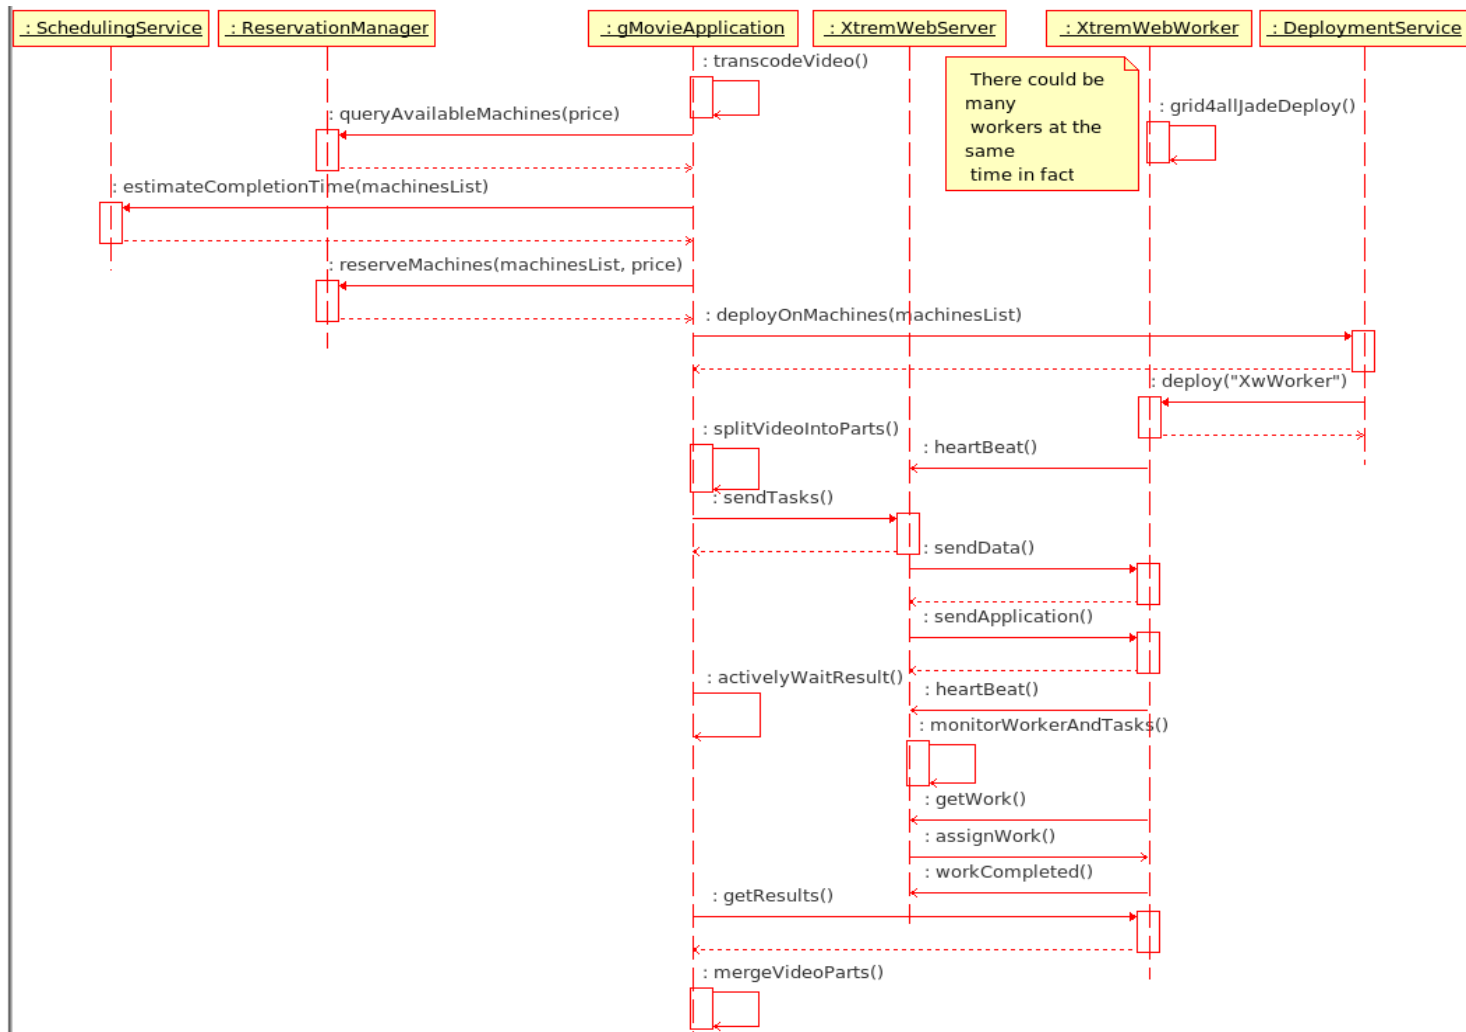 : SchedulingService
: ReservationManager
: gMovieApplication
: XtremWebServer
: XtremWebWorker
: DeploymentService
: transcodeVideo()
There could be
many
workers at the
same
time in fact
: grid4allJadeDeploy()
: queryAvailableMachines(price)
: estimateCompletionTime(machinesList)
: reserveMachines(machinesList, price)
: deployOnMachines(machinesList)
: deploy("XwWorker")
: splitVideoIntoParts()
: heartBeat()
: sendTasks()
: sendData()
: sendApplication()
: activelyWaitResult()
: heartBeat()
: monitorWorkerAndTasks()
: getWork()
: assignWork()
: workCompleted()
: getResults()
: mergeVideoParts()